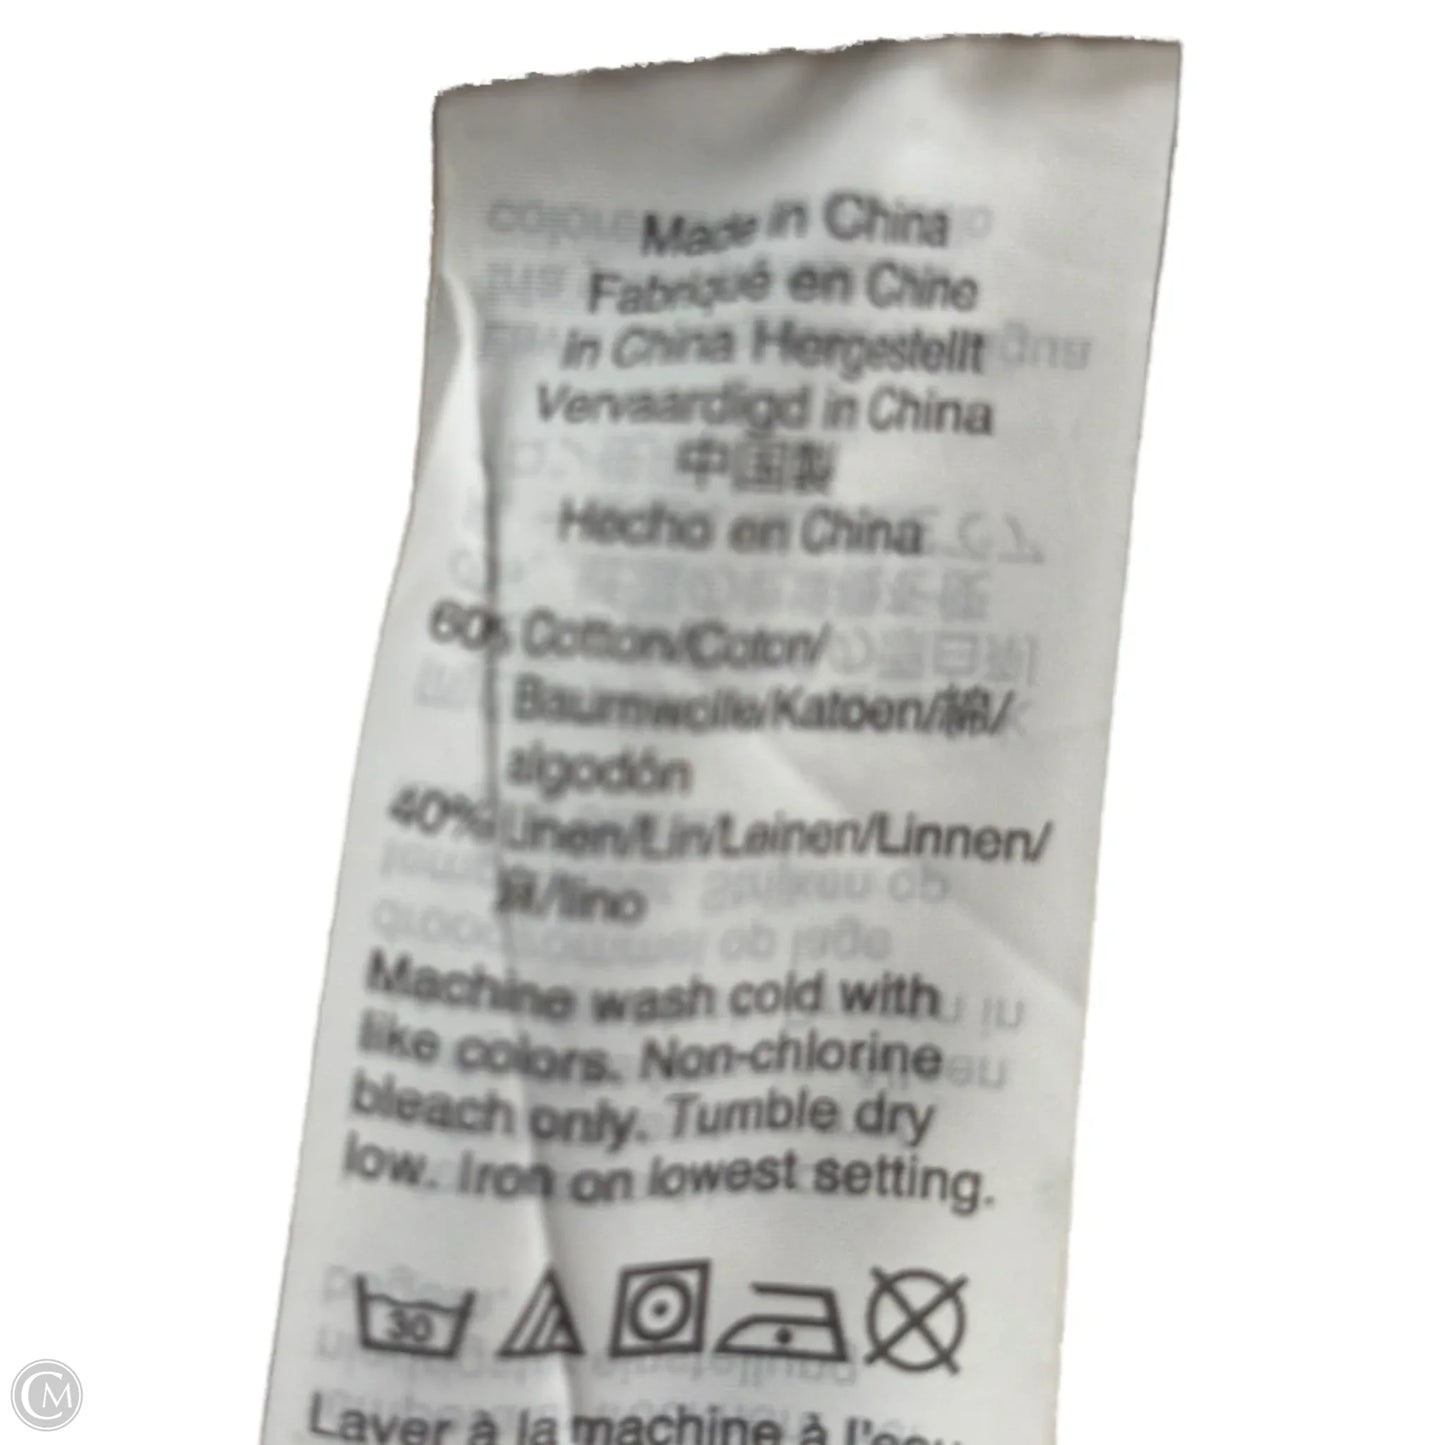 Made in China
Fabriqué en Chine
in China Hergestellt
Vervaardigd in China
中国製
Hecho en China
60% Cotton/Coton/
Baumwolle/Katoen/綿/
algodón
40% Linen/Lin/Leinen/Linnen/
麻/lino
Machine wash cold with
like colors. Non-chlorine
bleach only. Tumble dry
low. Iron on lowest setting.
30
Laver à la machine à l'eau
CM